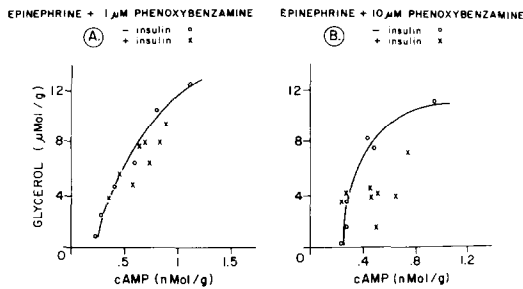 EPINEPHRINE + 1 μM PHENOXYBENZAMINE
A. – insulin o
+ insulin x
EPINEPHRINE + 10 μM PHENOXYBENZAMINE
B. – insulin o
+ insulin x
GLYCEROL (μMol/g)
12
8
4
0
.5
1
1.5
cAMP (nMol/g)
12
8
4
0
.4
.8
1.2
cAMP (nMol/g)